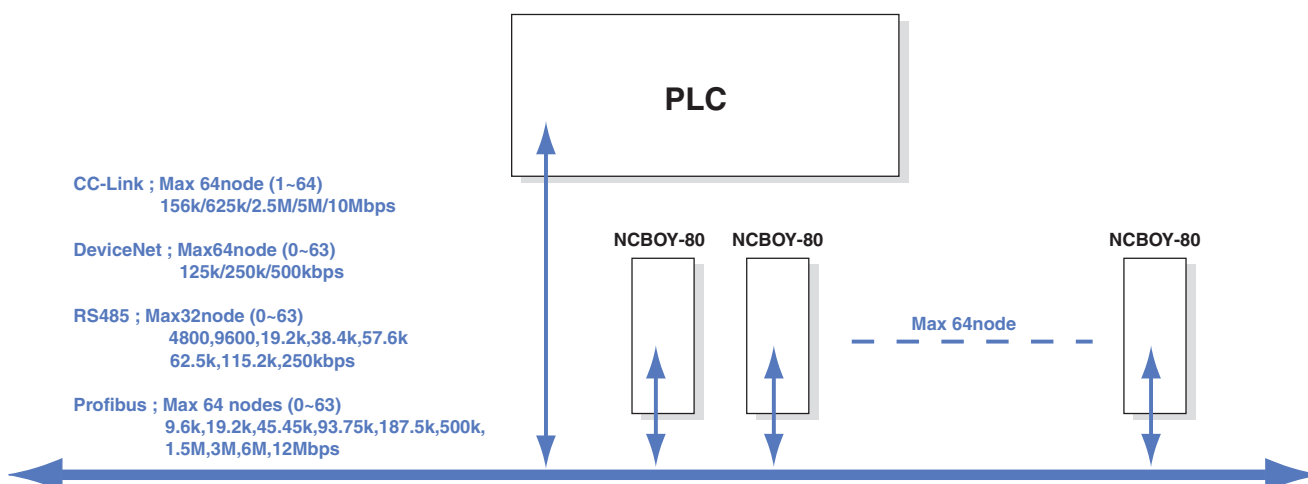 PLC
CC-Link ; Max 64node (1~64)
156k/625k/2.5M/5M/10Mbps
DeviceNet ; Max64node (0~63)
125k/250k/500kbps
RS485 ; Max32node (0~63)
4800,9600,19.2k,38.4k,57.6k
62.5k,115.2k,250kbps
Profibus ; Max 64 nodes (0~63)
9.6k,19.2k,45.45k,93.75k,187.5k,500k,
1.5M,3M,6M,12Mbps
NCBOY-80
NCBOY-80
Max 64node
NCBOY-80